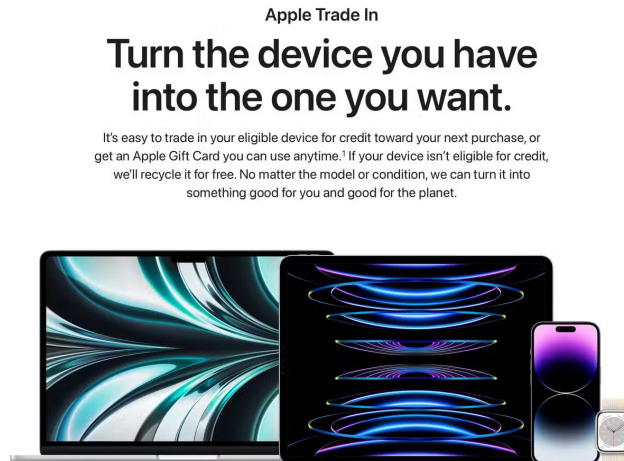 Apple Trade In
Turn the device you have
into the one you want.
It’s easy to trade in your eligible device for credit toward your next purchase, or
get an Apple Gift Card you can use anytime.¹ If your device isn’t eligible for credit,
we’ll recycle it for free. No matter the model or condition, we can turn it into
something good for you and good for the planet.